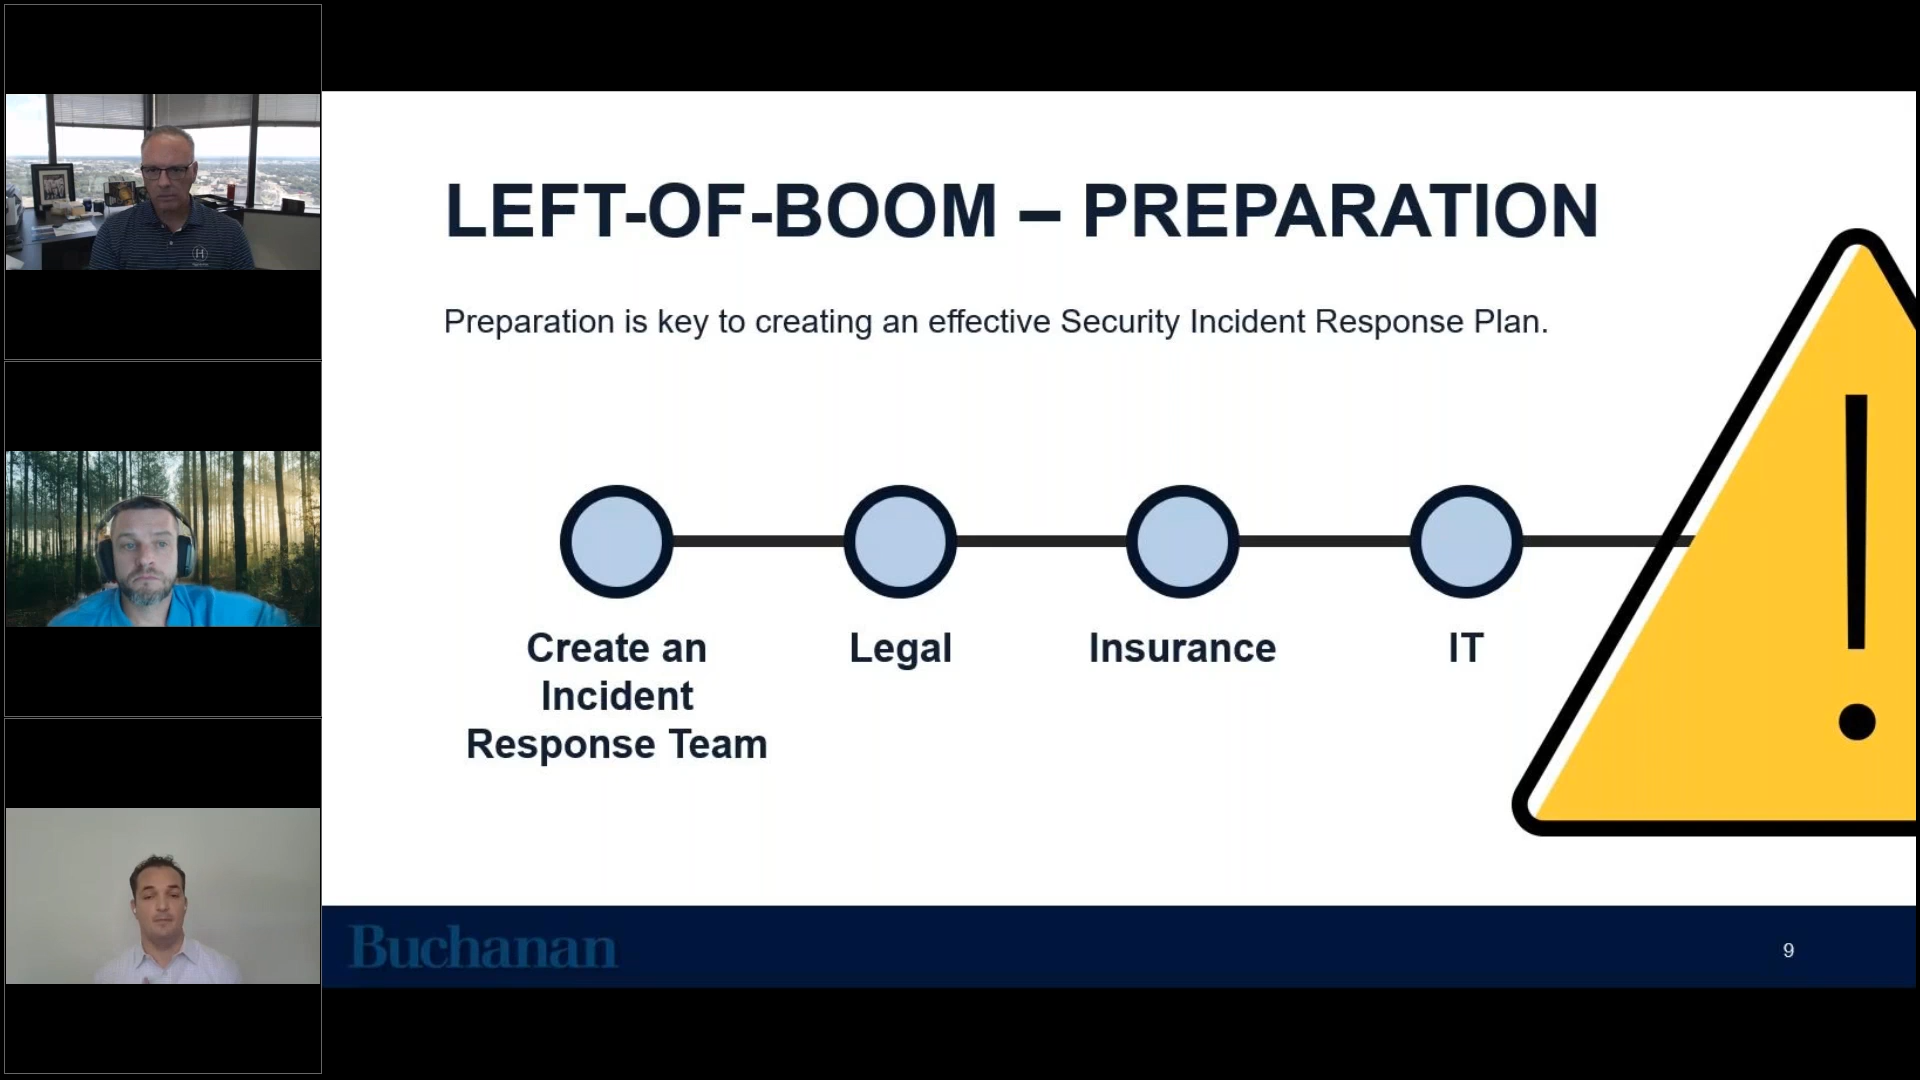 LEFT-OF-BOOM – PREPARATION
Preparation is key to creating an effective Security Incident Response Plan.
Create an
Incident
Response Team
Legal
Insurance
IT
Buchanan
9